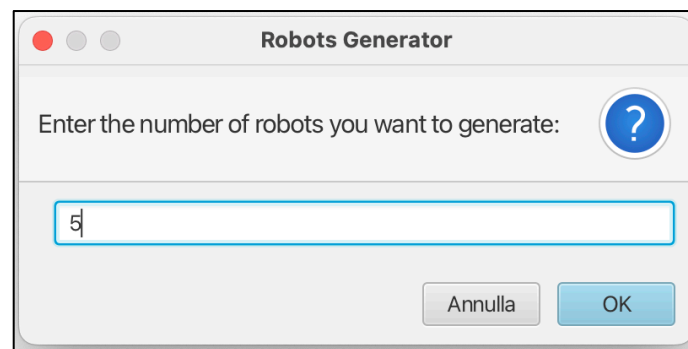 Robots Generator
Enter the number of robots you want to generate:
?
5
Annulla OK